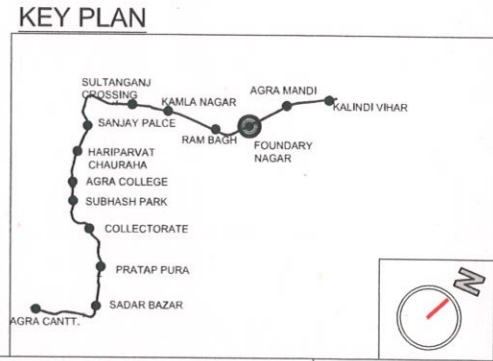 KEY PLAN
SULTANGANJ
CROSSING
KAMLA NAGAR
AGRA MANDI
KALINDI VIHAR
SANJAY PALCE
RAM BAGH
FOUNDARY
NAGAR
HARIPARVAT
CHAURAHA
AGRA COLLEGE
SUBHASH PARK
COLLECTORATE
PRATAP PURA
SADAR BAZAR
AGRA CANTT.
N